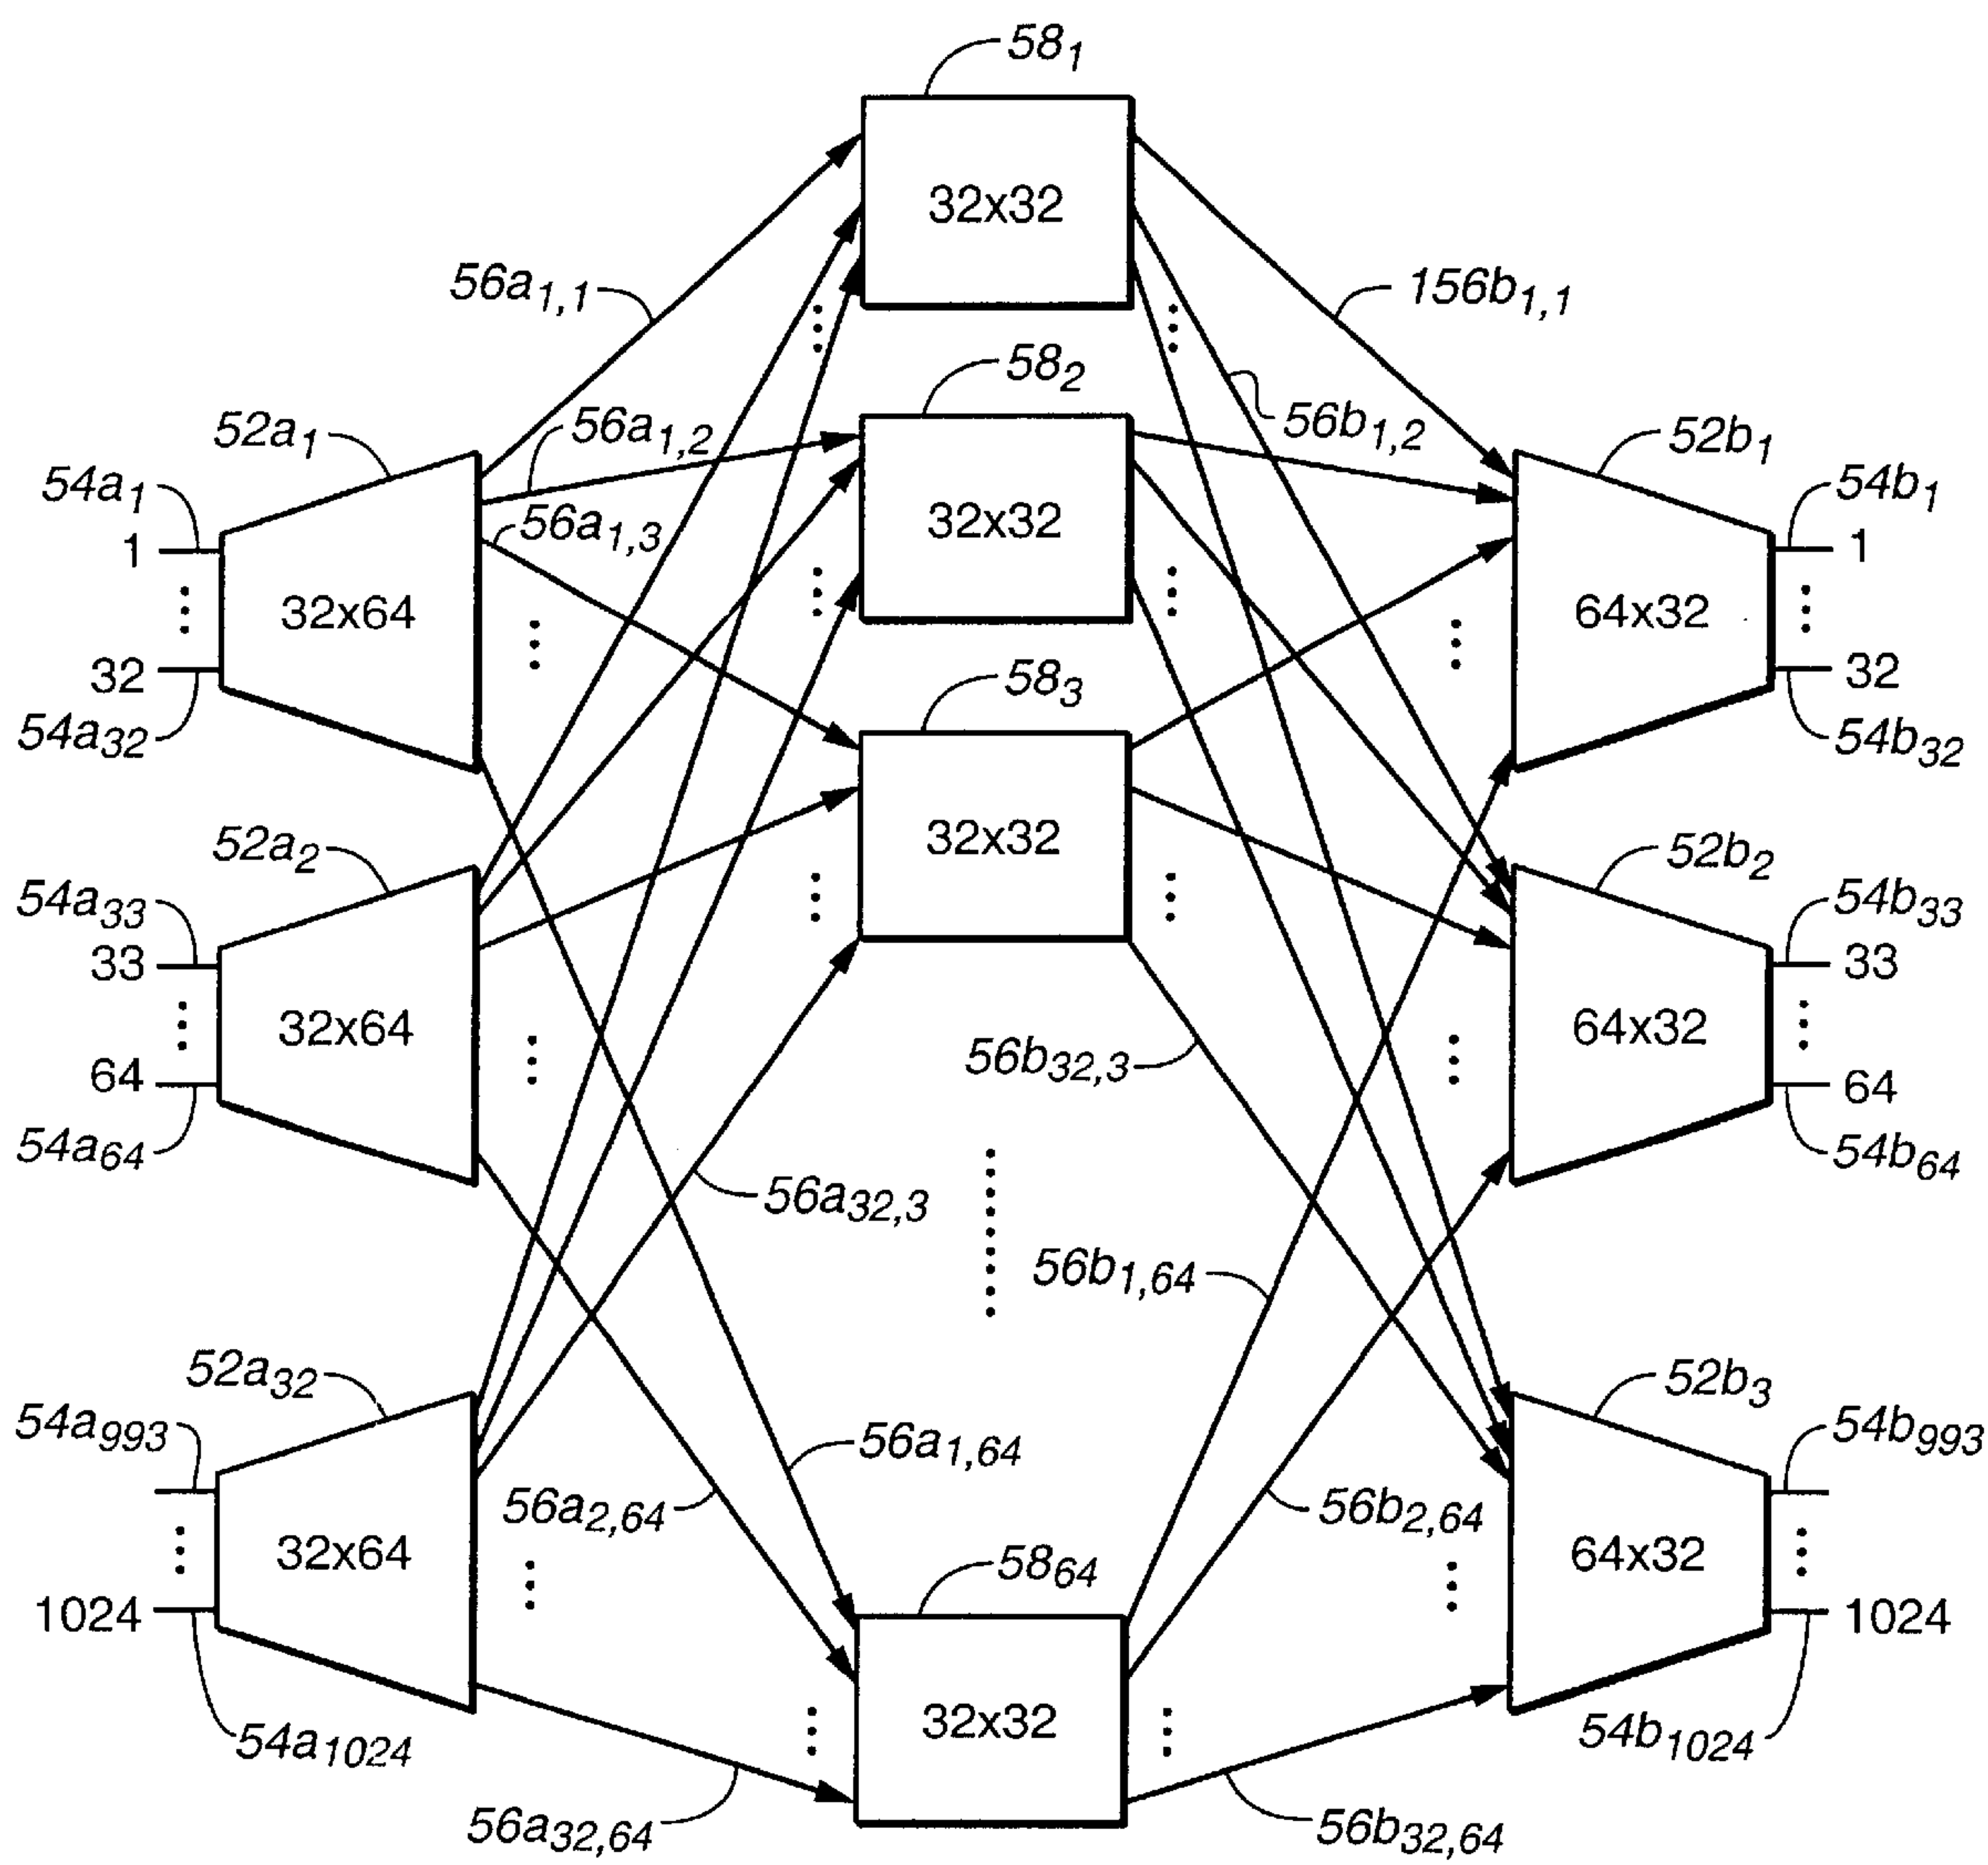 58₁
32x32
56a₁,₁
156b₁,₁
58₂
52a₁
56a₁,₂
56b₁,₂
52b₁
54a₁
54b₁
56a₁,₃
32x32
1
1
32x64
64x32
32
32
58₃
54a₃₂
54b₃₂
32x32
52a₂
52b₂
54a₃₃
54b₃₃
33
33
32x64
64x32
56b₃₂,₃
64
64
54a₆₄
54b₆₄
56a₃₂,₃
56b₁,₆₄
52a₃₂
52b₃
54a₉₉₃
54b₉₉₃
56a₁,₆₄
56a₂,₆₄
56b₂,₆₄
32x64
64x32
58₆₄
1024
1024
32x32
54a₁₀₂₄
54b₁₀₂₄
56a₃₂,₆₄
56b₃₂,₆₄